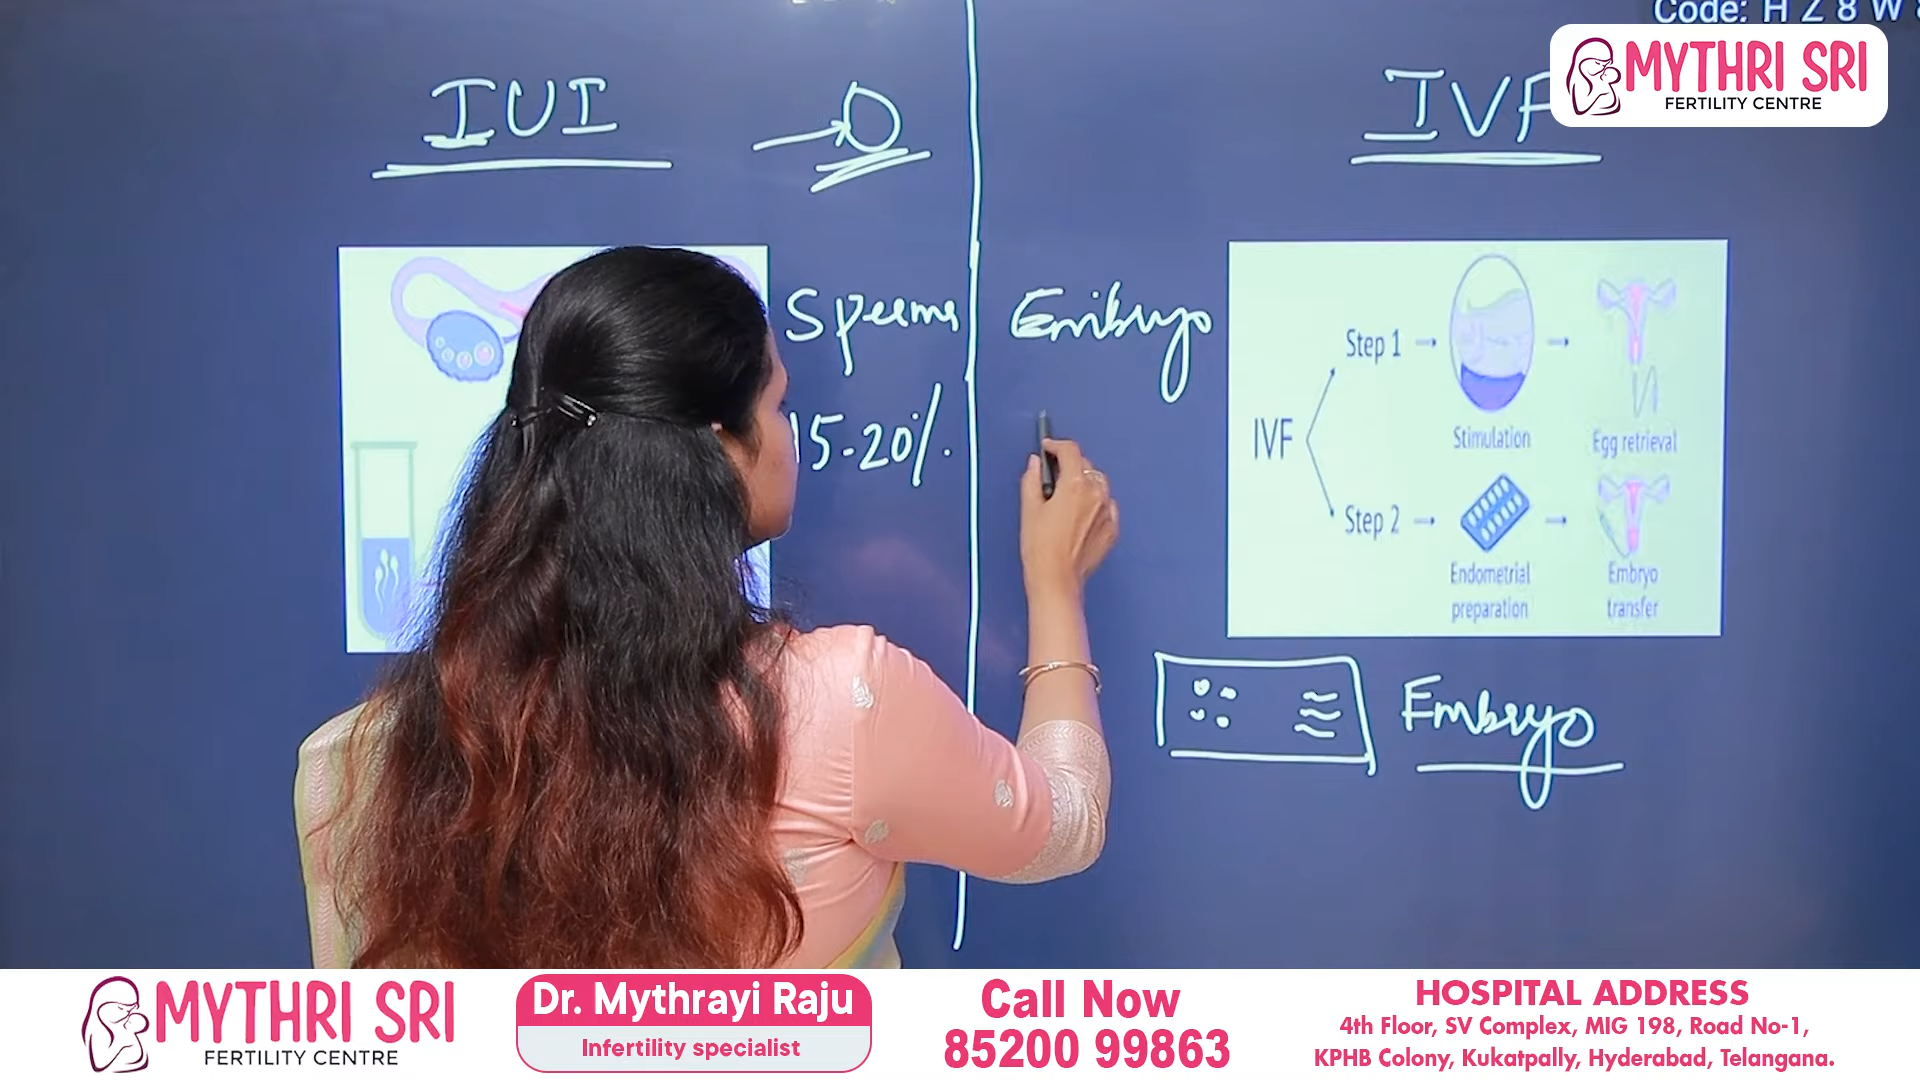 Code: H Z 8 W
MYTHRI SRI
FERTILITY CENTRE
IUI
IVF
Sperms
15-20%.
Embryo
IVF
Step 1
Stimulation
Egg retrieval
Step 2
Endometrial
preparation
Embryo
transfer
Embryo
MYTHRI SRI
FERTILITY CENTRE
Dr. Mythrayi Raju
Infertility specialist
Call Now
85200 99863
HOSPITAL ADDRESS
4th Floor, SV Complex, MIG 198, Road No-1,
KPHB Colony, Kukatpally, Hyderabad, Telangana.